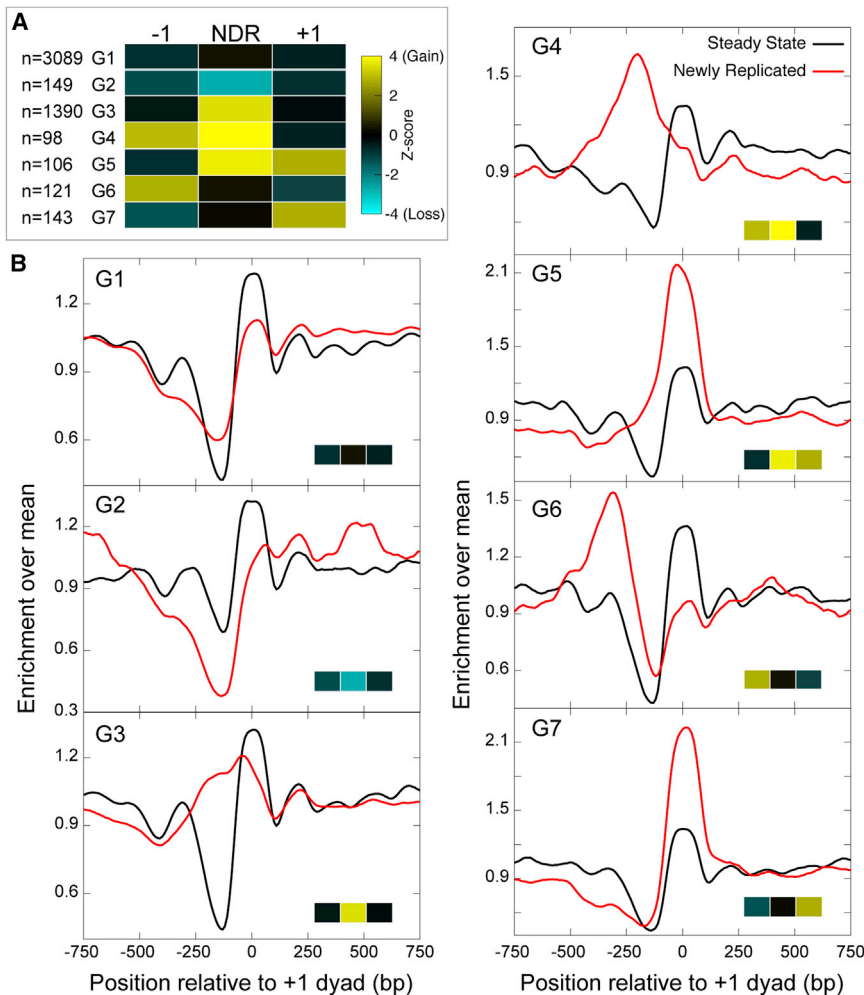 A
-1 NDR +1
n=3089 G1
n=149 G2
n=1390 G3
n=98 G4
n=106 G5
n=121 G6
n=143 G7
4 (Gain)
2
0
-2
-4 (Loss)
Z-score
B
G1
1.2
0.9
0.6
G2
1.2
0.9
0.6
0.3
G3
1.2
0.9
0.6
-750 -500 -250 0 250 500 750
Position relative to +1 dyad (bp)
Enrichment over mean
G4
Steady State
Newly Replicated
1.5
0.9
G5
2.1
1.5
0.9
G6
1.5
1.2
0.9
0.6
G7
2.1
1.5
0.9
-750 -500 -250 0 250 500 750
Position relative to +1 dyad (bp)
Enrichment over mean